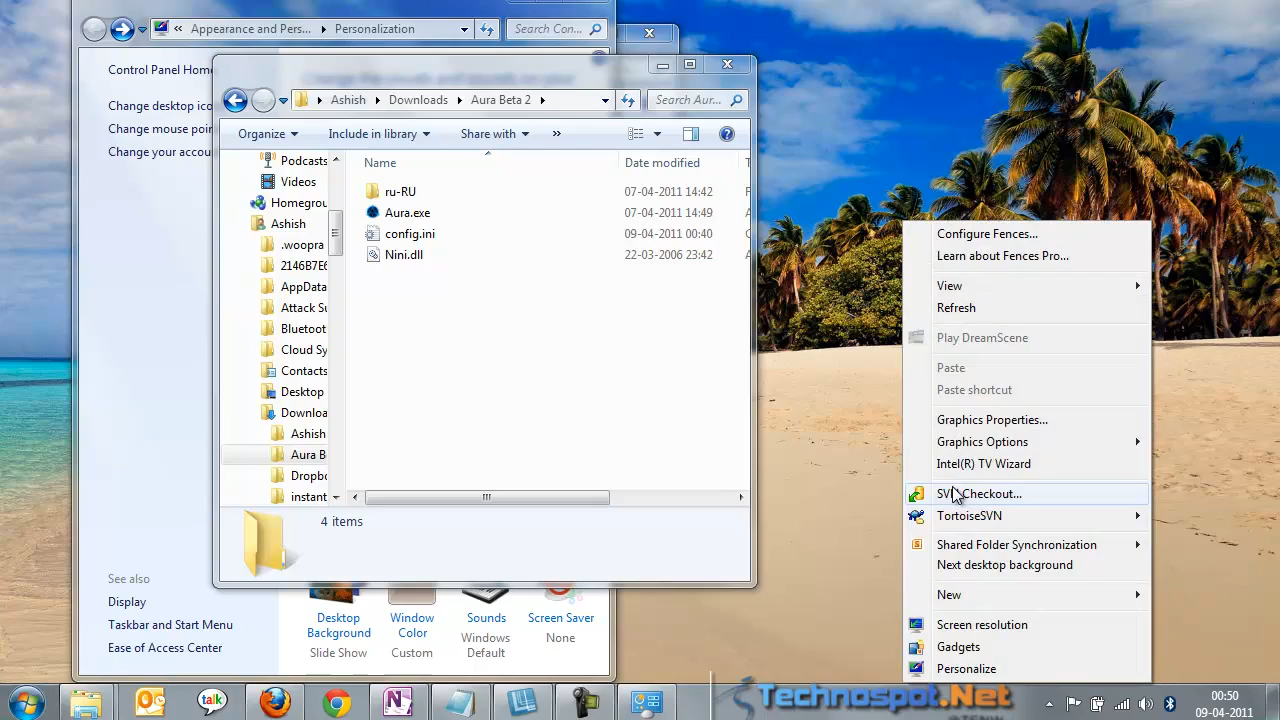 Appearance and Pers...
Personalization
Search Con...
Control Panel Home
Change desktop ico
Change mouse poin
Change your accou
Ashish
Downloads
Aura Beta 2
Search Aur...
Organize
Include in library
Share with
»
Podcasts
Videos
Homegrou
Ashish
.woopra
2146B7E6
AppData
Attack Su
Bluetoot
Cloud Sy
Contacts
Desktop
Downloa
Ashish
Aura B
Dropbo
instant
Name
Date modified
ru-RU
07-04-2011 14:42
Aura.exe
07-04-2011 14:49
config.ini
09-04-2011 00:40
Nini.dll
22-03-2006 23:42
4 items
See also
Display
Taskbar and Start Menu
Ease of Access Center
Desktop
Background
Slide Show
Window
Color
Custom
Sounds
Windows
Default
Screen Saver
None
Configure Fences...
Learn about Fences Pro...
View
Refresh
Play DreamScene
Paste
Paste shortcut
Graphics Properties...
Graphics Options
Intel(R) TV Wizard
SVN Checkout...
TortoiseSVN
Shared Folder Synchronization
Next desktop background
New
Screen resolution
Gadgets
Personalize
talk
Technospot.Net
00:50
09-04-2011